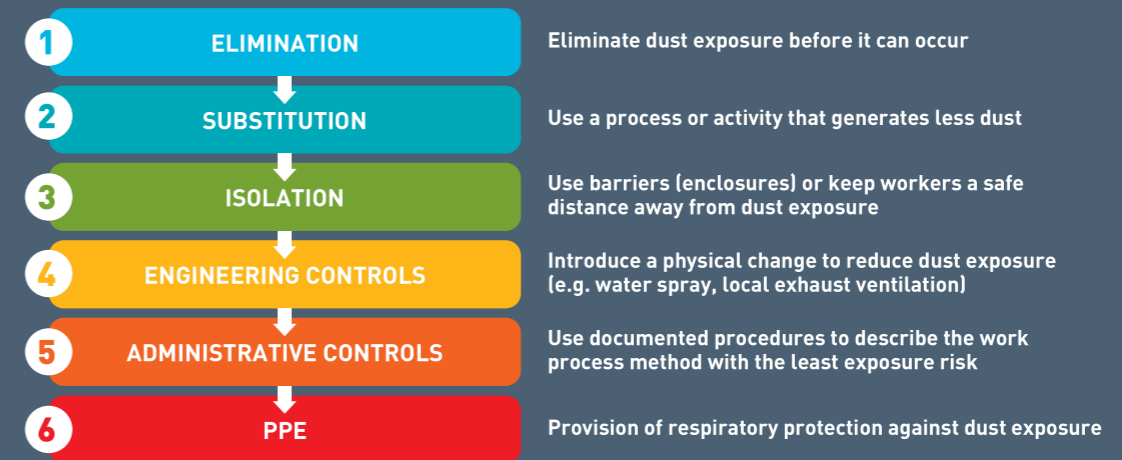 1
ELIMINATION
Eliminate dust exposure before it can occur
2
SUBSTITUTION
Use a process or activity that generates less dust
3
ISOLATION
Use barriers (enclosures) or keep workers a safe
distance away from dust exposure
4
ENGINEERING CONTROLS
Introduce a physical change to reduce dust exposure
(e.g. water spray, local exhaust ventilation)
5
ADMINISTRATIVE CONTROLS
Use documented procedures to describe the work
process method with the least exposure risk
6
PPE
Provision of respiratory protection against dust exposure